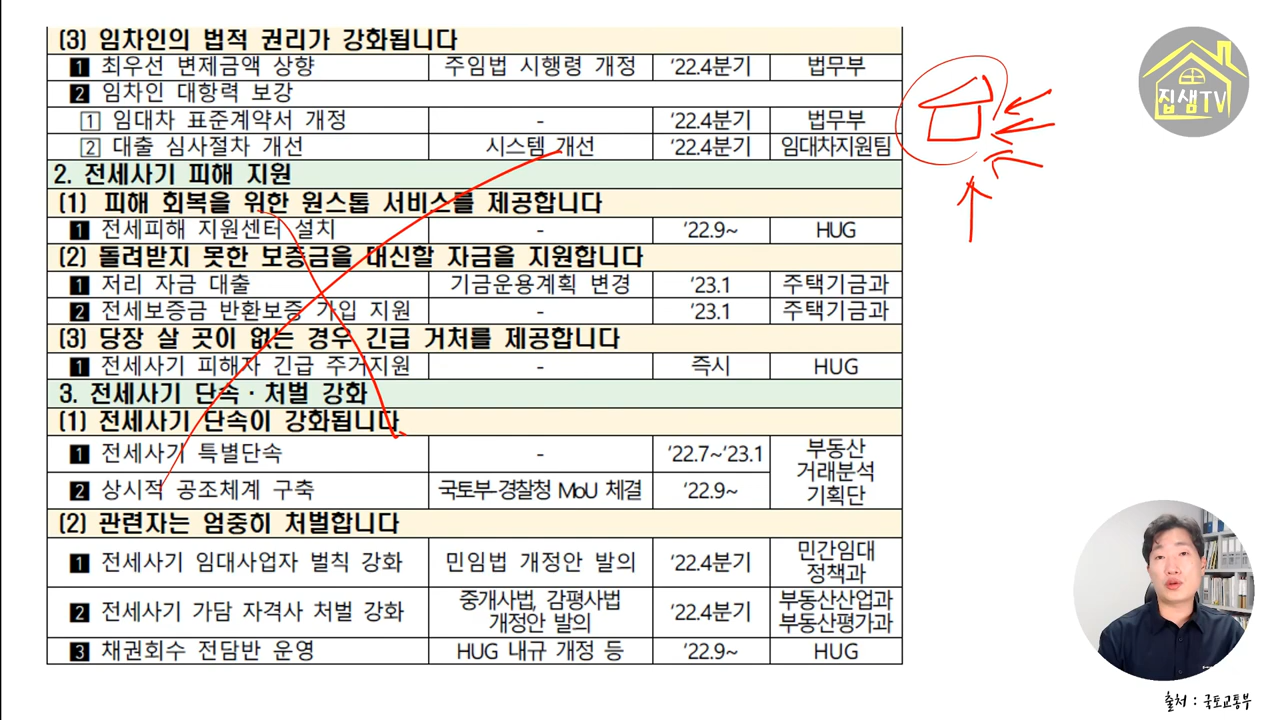 (3) 임차인의 법적 권리가 강화됩니다
1 최우선 변제금액 상향 주임법 시행령 개정 ‘22.4분기 법무부
2 임차인 대항력 보강
1 임대차 표준계약서 개정 - ‘22.4분기 법무부
2 대출 심사절차 개선 시스템 개선 ‘22.4분기 임대차지원팀
2. 전세사기 피해 지원
(1) 피해 회복을 위한 원스톱 서비스를 제공합니다
1 전세피해 지원센터 설치 - ‘22.9~ HUG
(2) 돌려받지 못한 보증금을 대신할 자금을 지원합니다
1 저리 자금 대출 기금운용계획 변경 ‘23.1 주택기금과
2 전세보증금 반환보증 가입 지원 - ‘23.1 주택기금과
(3) 당장 살 곳이 없는 경우 긴급 거처를 제공합니다
1 전세사기 피해자 긴급 주거지원 - 즉시 HUG
3. 전세사기 단속·처벌 강화
(1) 전세사기 단속이 강화됩니다
1 전세사기 특별단속 - ‘22.7~‘23.1 부동산
거래분석
기획단
2 상시적 공조체계 구축 국토부-경찰청 MoU 체결 ‘22.9~
(2) 관련자는 엄중히 처벌합니다
1 전세사기 임대사업자 벌칙 강화 민임법 개정안 발의 ‘22.4분기 민간임대
정책과
2 전세사기 가담 자격사 처벌 강화 중개사법, 감평사법
개정안 발의 ‘22.4분기 부동산산업과
부동산평가과
3 채권회수 전담반 운영 HUG 내규 개정 등 ‘22.9~ HUG
집샘TV
출처 : 국토교통부